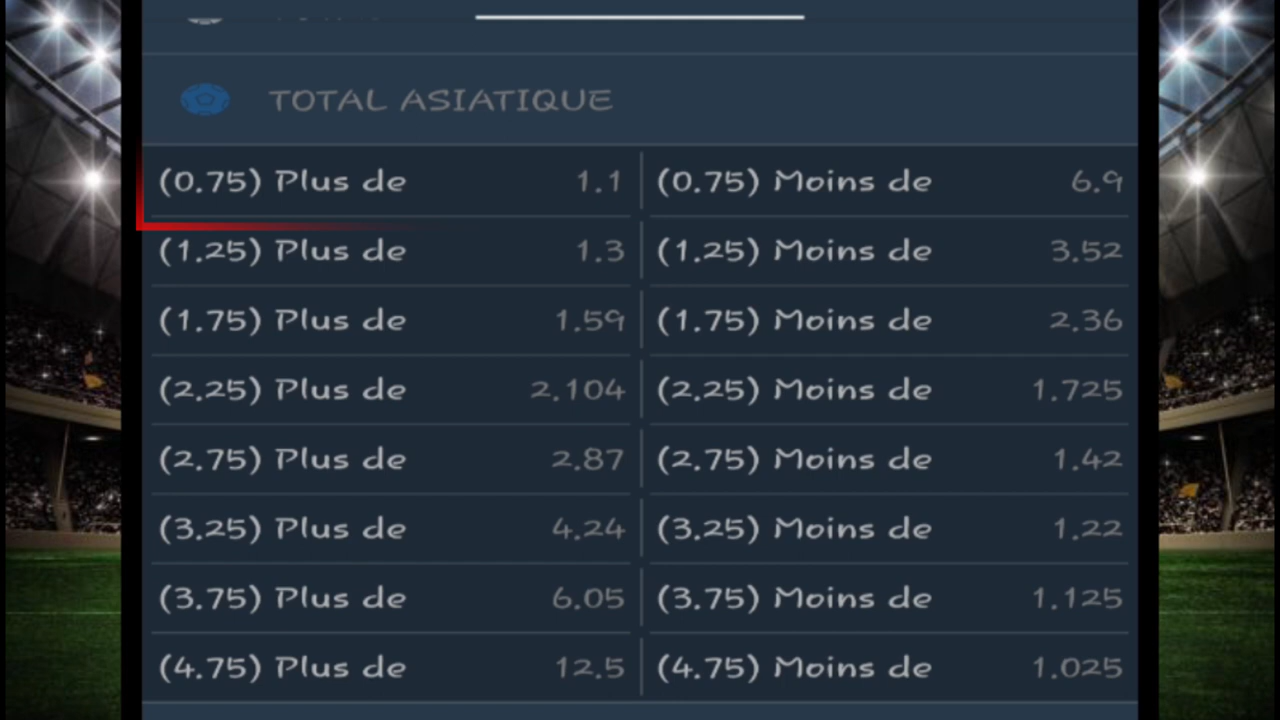 TOTAL ASIATIQUE
(0.75) Plus de 1.1 (0.75) Moins de 6.9
(1.25) Plus de 1.3 (1.25) Moins de 3.52
(1.75) Plus de 1.59 (1.75) Moins de 2.36
(2.25) Plus de 2.104 (2.25) Moins de 1.725
(2.75) Plus de 2.87 (2.75) Moins de 1.42
(3.25) Plus de 4.24 (3.25) Moins de 1.22
(3.75) Plus de 6.05 (3.75) Moins de 1.125
(4.75) Plus de 12.5 (4.75) Moins de 1.025